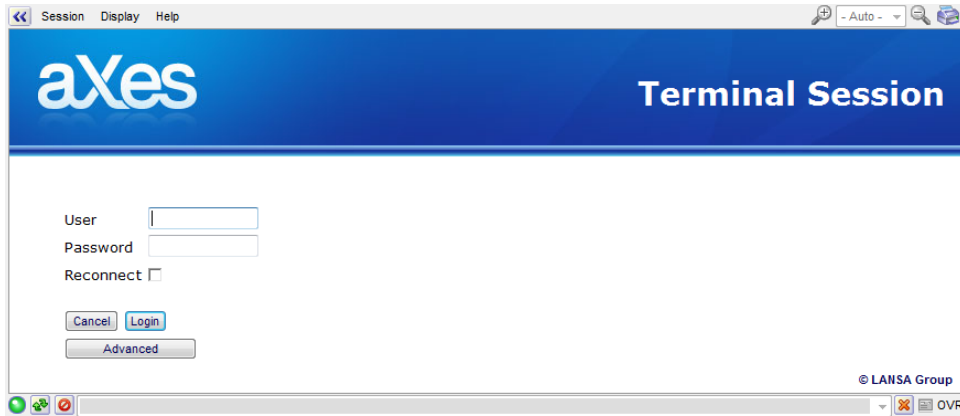 Session Display Help - Auto -
aXes
Terminal Session
User
Password
Reconnect
Cancel Login
Advanced
© LANSA Group
OVR